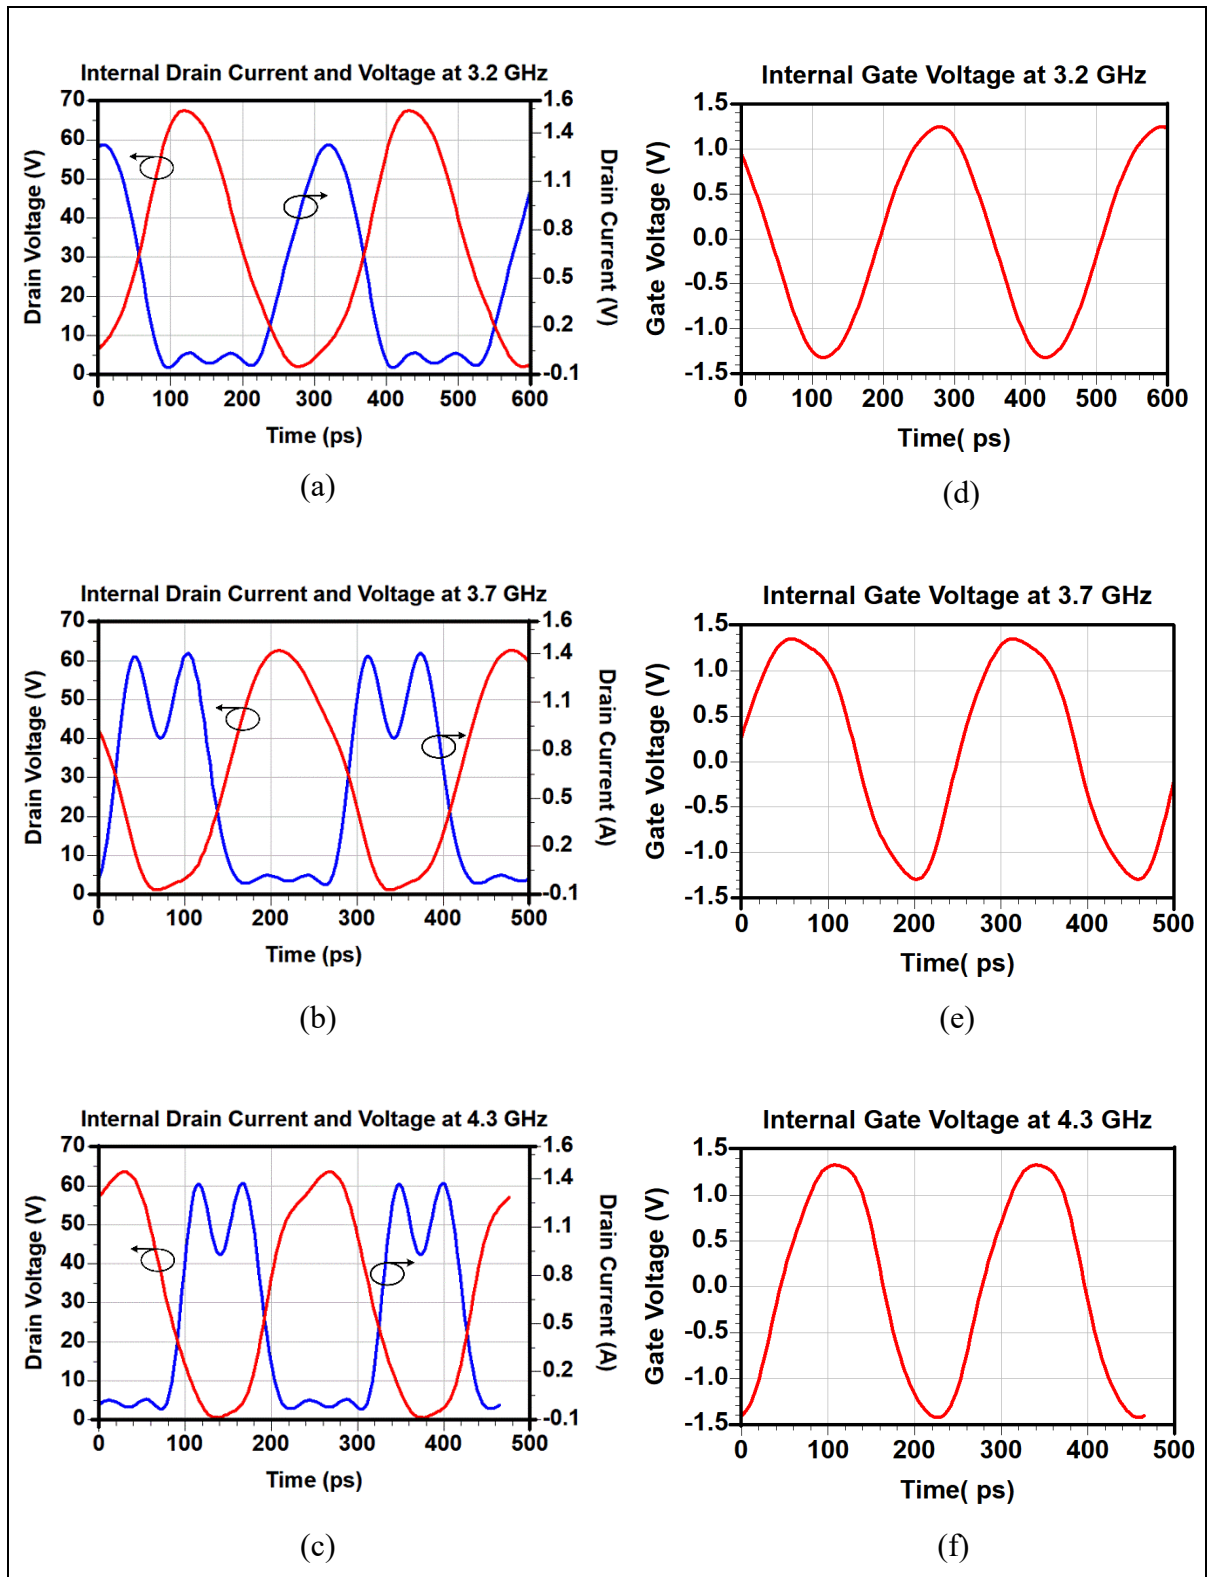 Internal Drain Current and Voltage at 3.2 GHz
70
60
50
40
30
20
10
0
Drain Voltage (V)
1.6
1.4
1.1
0.8
0.5
0.2
-0.1
Drain Current (V)
0 100 200 300 400 500 600
Time (ps)
(a)
Internal Gate Voltage at 3.2 GHz
1.5
1.0
0.5
0.0
-0.5
-1.0
-1.5
Gate Voltage (V)
0 100 200 300 400 500 600
Time( ps)
(d)
Internal Drain Current and Voltage at 3.7 GHz
70
60
50
40
30
20
10
0
Drain Voltage (V)
1.6
1.4
1.1
0.8
0.5
0.2
-0.1
Drain Current (A)
0 100 200 300 400 500
Time (ps)
(b)
Internal Gate Voltage at 3.7 GHz
1.5
1.0
0.5
0.0
-0.5
-1.0
-1.5
Gate Voltage (V)
0 100 200 300 400 500
Time( ps)
(e)
Internal Drain Current and Voltage at 4.3 GHz
70
60
50
40
30
20
10
0
Drain Voltage (V)
1.6
1.4
1.1
0.8
0.5
0.2
-0.1
Drain Current (A)
0 100 200 300 400 500
Time (ps)
(c)
Internal Gate Voltage at 4.3 GHz
1.5
1.0
0.5
0.0
-0.5
-1.0
-1.5
Gate Voltage (V)
0 100 200 300 400 500
Time( ps)
(f)